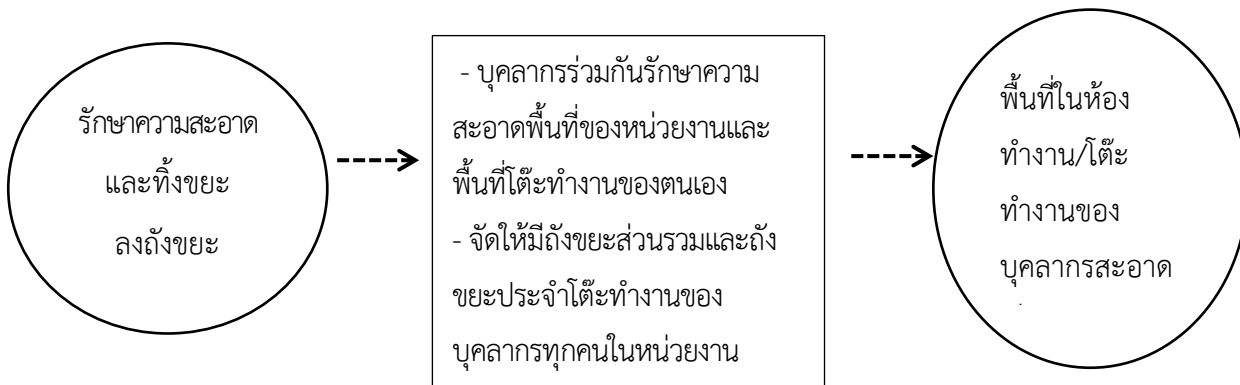 รักษาความสะอาด
และทิ้งขยะ
ลงถังขยะ
- บุคลากรร่วมกันรักษาความ
สะอาดพื้นที่ของหน่วยงานและ
พื้นที่โต๊ะทำงานของตนเอง
- จัดให้มีถังขยะส่วนรวมและถัง
ขยะประจำโต๊ะทำงานของ
บุคลากรทุกคนในหน่วยงาน
พื้นที่ในห้อง
ทำงาน/โต๊ะ
ทำงานของ
บุคลากรสะอาด